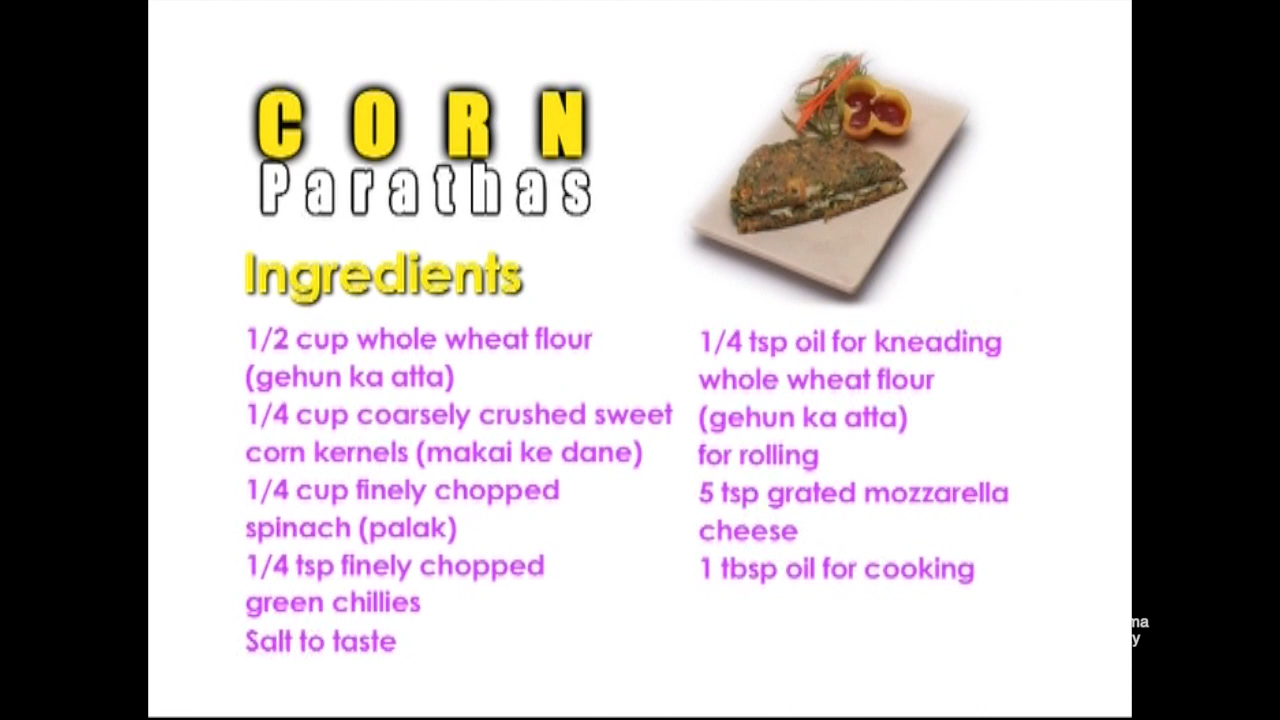 CORN
Parathas
Ingredients
1/2 cup whole wheat flour
(gehun ka atta)
1/4 cup coarsely crushed sweet
corn kernels (makai ke dane)
1/4 cup finely chopped
spinach (palak)
1/4 tsp finely chopped
green chillies
Salt to taste
1/4 tsp oil for kneading
whole wheat flour
(gehun ka atta)
for rolling
5 tsp grated mozzarella
cheese
1 tbsp oil for cooking